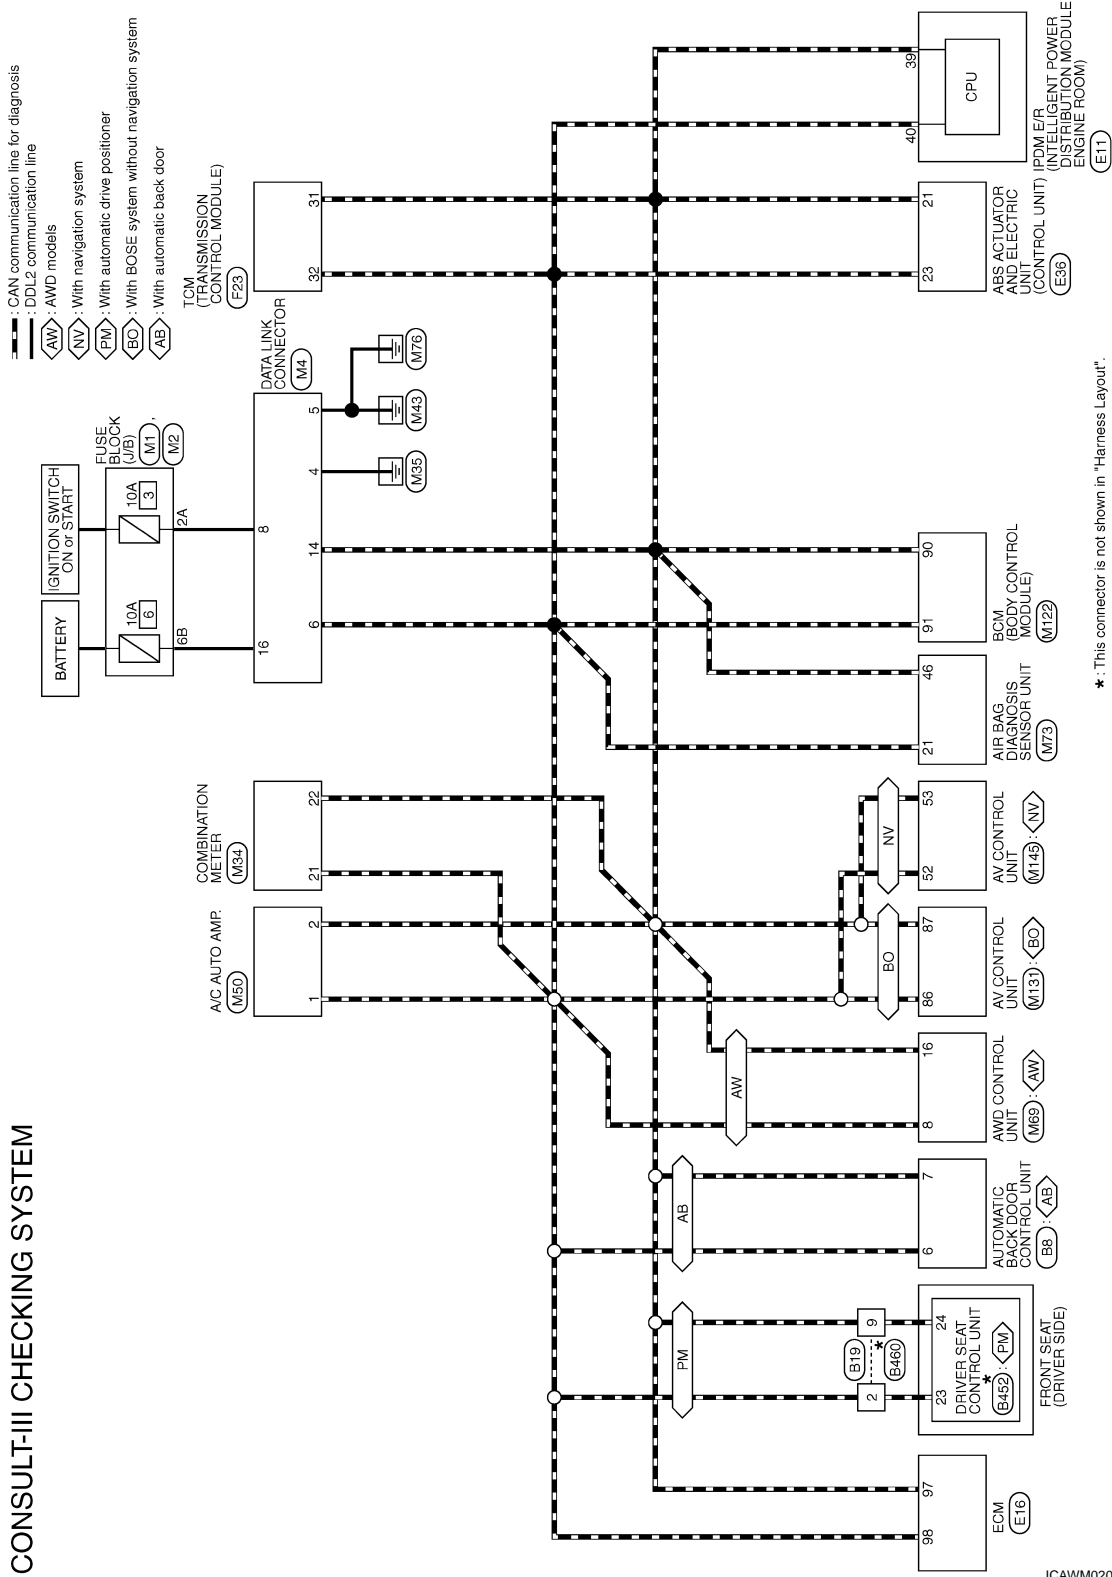 CONSULT-III CHECKING SYSTEM
: CAN communication line for diagnosis
: DDL2 communication line
AW : AWD models
NV : With navigation system
PM : With automatic drive positioner
BO : With BOSE system without navigation system
AB : With automatic back door
BATTERY
IGNITION SWITCH
ON or START
FUSE
BLOCK
(J/B)
M1 ,
M2
10A
6
10A
3
6B
2A
DATA LINK
CONNECTOR
M4
16
8
6
14
4
5
M35
M43
M76
TCM
(TRANSMISSION
CONTROL MODULE)
F23
32
31
A/C AUTO AMP.
M50
1
2
COMBINATION
METER
M34
21
22
PM
AB
AW
BO
NV
98
97
ECM
E16
2
9
B19
* B460
23
24
DRIVER SEAT
CONTROL UNIT
* B452 : PM
FRONT SEAT
(DRIVER SIDE)
6
7
AUTOMATIC
BACK DOOR
CONTROL UNIT
B8 : AB
8
16
AWD CONTROL
UNIT
M69 : AW
86
87
AV CONTROL
UNIT
M131 : BO
52
53
AV CONTROL
UNIT
M145 : NV
21
46
AIR BAG
DIAGNOSIS
SENSOR UNIT
M73
91
90
BCM
(BODY CONTROL
MODULE)
M122
23
21
ABS ACTUATOR
AND ELECTRIC
UNIT
(CONTROL UNIT)
E36
40
39
CPU
IPDM E/R
(INTELLIGENT POWER
DISTRIBUTION MODULE
ENGINE ROOM)
E11
* : This connector is not shown in "Harness Layout".